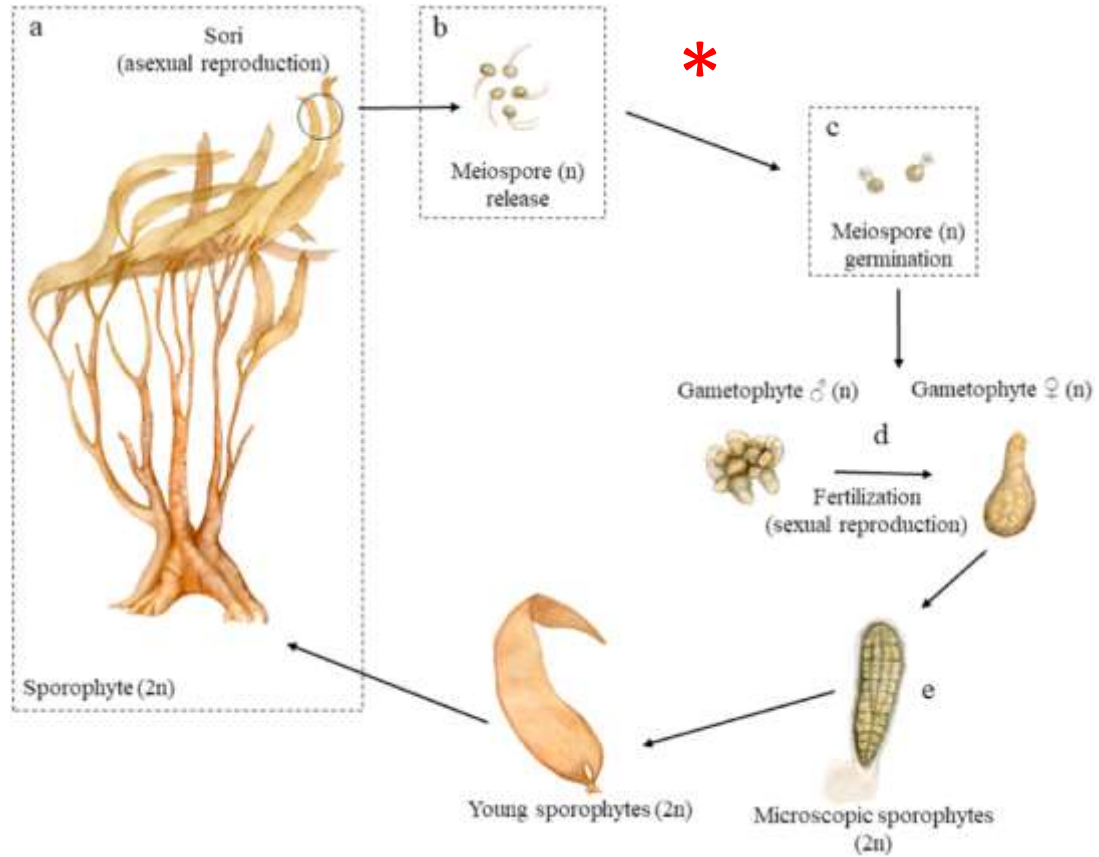 a
Sori
(asexual reproduction)
b
Meiospore (n)
release
*
c
Meiospore (n)
germination
Gametophyte ♂ (n)
Gametophyte ♀ (n)
d
Fertilization
(sexual reproduction)
Sporophyte (2n)
e
Young sporophytes (2n)
Microscopic sporophytes
(2n)